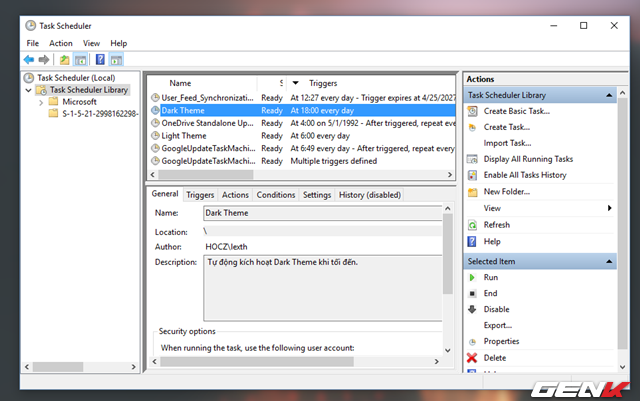 Task Scheduler
File Action View Help
Task Scheduler (Local)
Task Scheduler Library
Microsoft
S-1-5-21-2998162298-
Name S Triggers
User_Feed_Synchronizati... Ready At 12:27 every day - Trigger expires at 4/25/2027
Dark Theme Ready At 18:00 every day
OneDrive Standalone Up... Ready At 4:00 on 5/1/1992 - After triggered, repeat every
Light Theme Ready At 6:00 every day
GoogleUpdateTaskMachi... Ready At 6:49 every day - After triggered, repeat every
GoogleUpdateTaskMachi... Ready Multiple triggers defined
General Triggers Actions Conditions Settings History (disabled)
Name: Dark Theme
Location: \
Author: HOCZ\lexth
Description: Tự động kích hoạt Dark Theme khi tối đến.
Security options
When running the task, use the following user account:
Actions
Task Scheduler Library
Create Basic Task...
Create Task...
Import Task...
Display All Running Tasks
Enable All Tasks History
New Folder...
View
Refresh
Help
Selected Item
Run
End
Disable
Export...
Properties
Delete
GENK